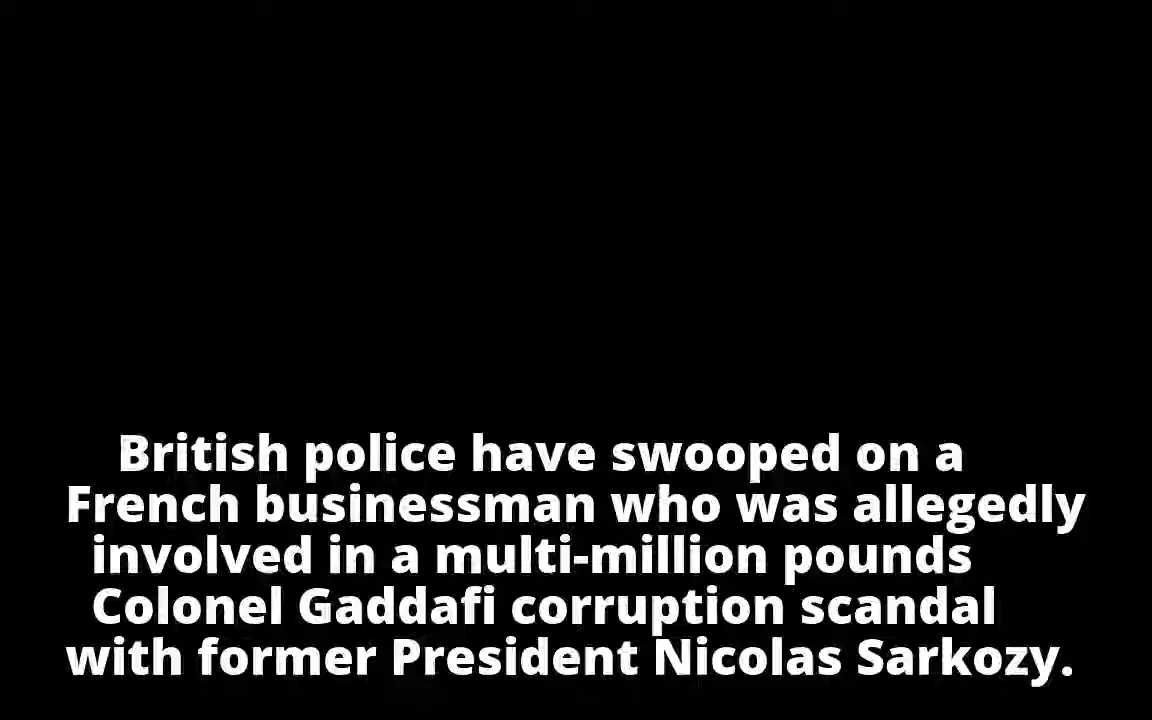 British police have swooped on a
French businessman who was allegedly
involved in a multi-million pounds
Colonel Gaddafi corruption scandal
with former President Nicolas Sarkozy.